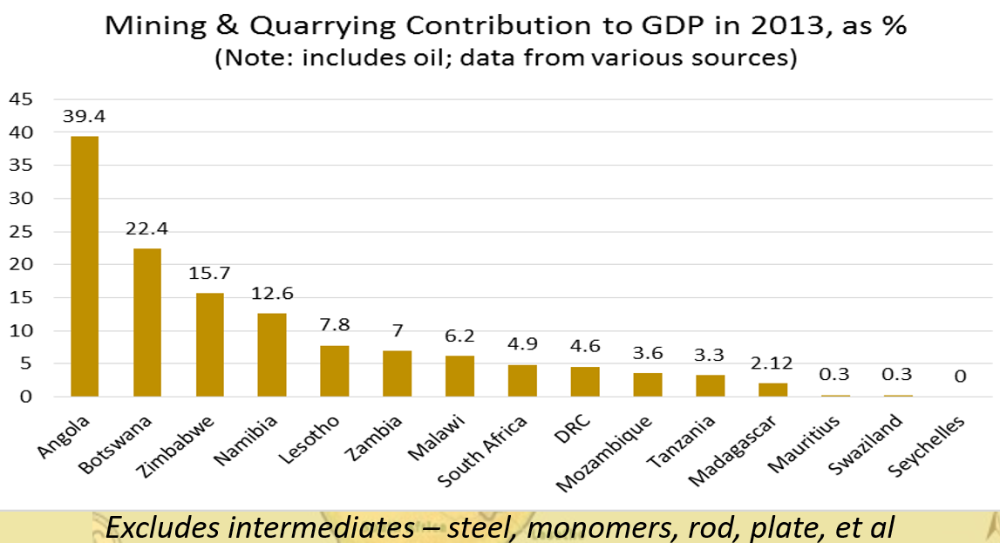 Mining & Quarrying Contribution to GDP in 2013, as %
(Note: includes oil; data from various sources)
45
40
35
30
25
20
15
10
5
0
39.4
22.4
15.7
12.6
7.8
7
6.2
4.9
4.6
3.6
3.3
2.12
0.3
0.3
0
Angola
Botswana
Zimbabwe
Namibia
Lesotho
Zambia
Malawi
South Africa
DRC
Mozambique
Tanzania
Madagascar
Mauritius
Swaziland
Seychelles
Excludes intermediates – steel, monomers, rod, plate, et al